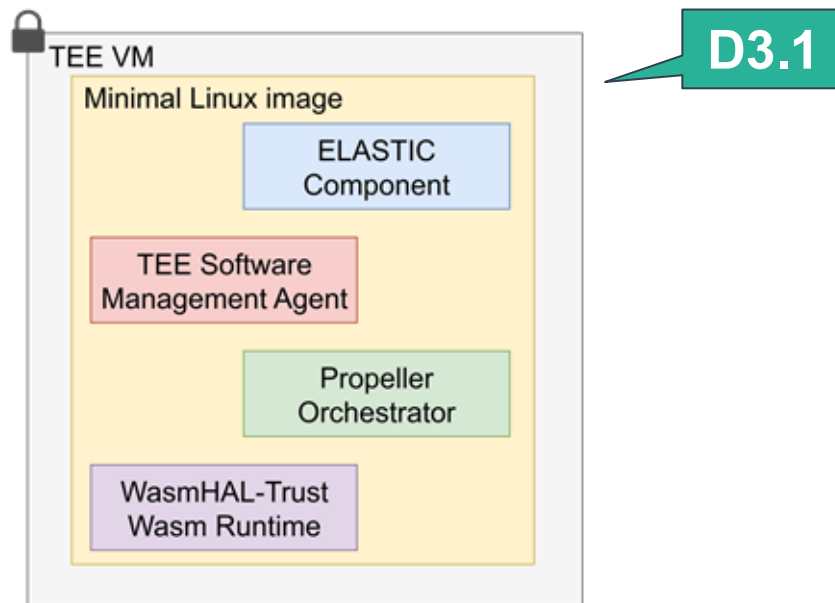 TEE VM
D3.1
Minimal Linux image
ELASTIC
Component
TEE Software
Management Agent
Propeller
Orchestrator
WasmHAL-Trust
Wasm Runtime